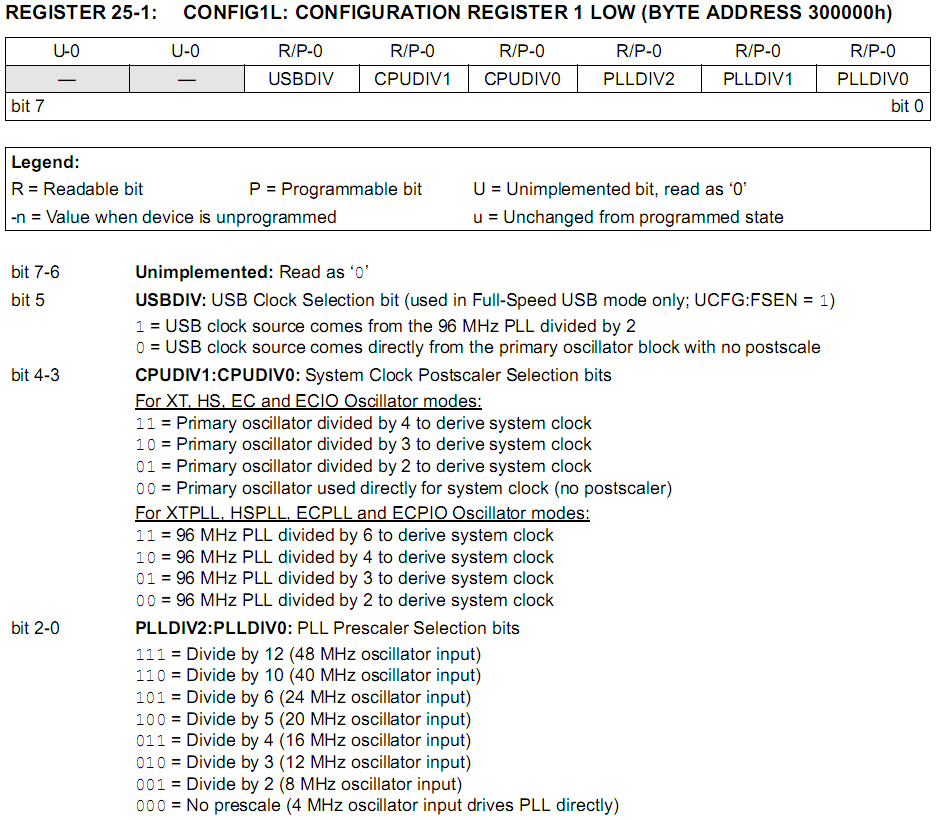 REGISTER 25-1: CONFIG1L: CONFIGURATION REGISTER 1 LOW (BYTE ADDRESS 300000h)
U-0 U-0 R/P-0 R/P-0 R/P-0 R/P-0 R/P-0 R/P-0
— — USBDIV CPUDIV1 CPUDIV0 PLLDIV2 PLLDIV1 PLLDIV0
bit 7 bit 0
Legend:
R = Readable bit P = Programmable bit U = Unimplemented bit, read as ‘0’
-n = Value when device is unprogrammed u = Unchanged from programmed state
bit 7-6 Unimplemented: Read as ‘0’
bit 5 USBDIV: USB Clock Selection bit (used in Full-Speed USB mode only; UCFG:FSEN = 1)
1 = USB clock source comes from the 96 MHz PLL divided by 2
0 = USB clock source comes directly from the primary oscillator block with no postscale
bit 4-3 CPUDIV1:CPUDIV0: System Clock Postscaler Selection bits
For XT, HS, EC and ECIO Oscillator modes:
11 = Primary oscillator divided by 4 to derive system clock
10 = Primary oscillator divided by 3 to derive system clock
01 = Primary oscillator divided by 2 to derive system clock
00 = Primary oscillator used directly for system clock (no postscaler)
For XTPLL, HSPLL, ECPLL and ECPIO Oscillator modes:
11 = 96 MHz PLL divided by 6 to derive system clock
10 = 96 MHz PLL divided by 4 to derive system clock
01 = 96 MHz PLL divided by 3 to derive system clock
00 = 96 MHz PLL divided by 2 to derive system clock
bit 2-0 PLLDIV2:PLLDIV0: PLL Prescaler Selection bits
111 = Divide by 12 (48 MHz oscillator input)
110 = Divide by 10 (40 MHz oscillator input)
101 = Divide by 6 (24 MHz oscillator input)
100 = Divide by 5 (20 MHz oscillator input)
011 = Divide by 4 (16 MHz oscillator input)
010 = Divide by 3 (12 MHz oscillator input)
001 = Divide by 2 (8 MHz oscillator input)
000 = No prescale (4 MHz oscillator input drives PLL directly)